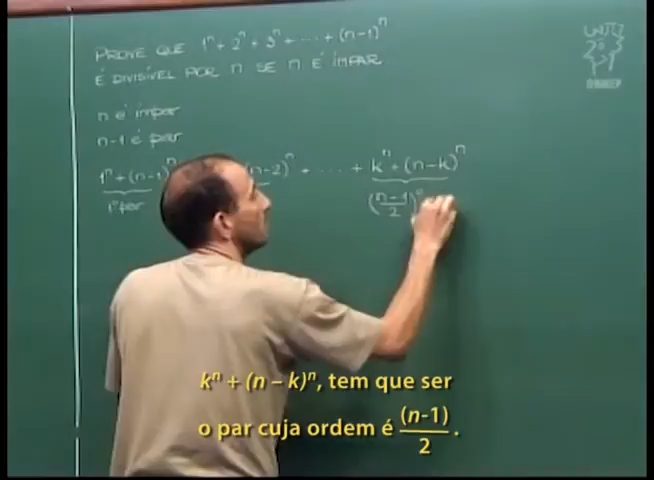 PROVE QUE 1ⁿ + 2ⁿ + 3ⁿ + ..... + (n-1)ⁿ
É DIVISÍVEL POR n SE n É ÍMPAR.
n é ímpar
n-1 é par
1ⁿ + (n-1)ⁿ n-2)ⁿ + ..... + kⁿ + (n-k)ⁿ
1º par (n-1)/2
kⁿ + (n – k)ⁿ, tem que ser
o par cuja ordem é (n-1)/2.